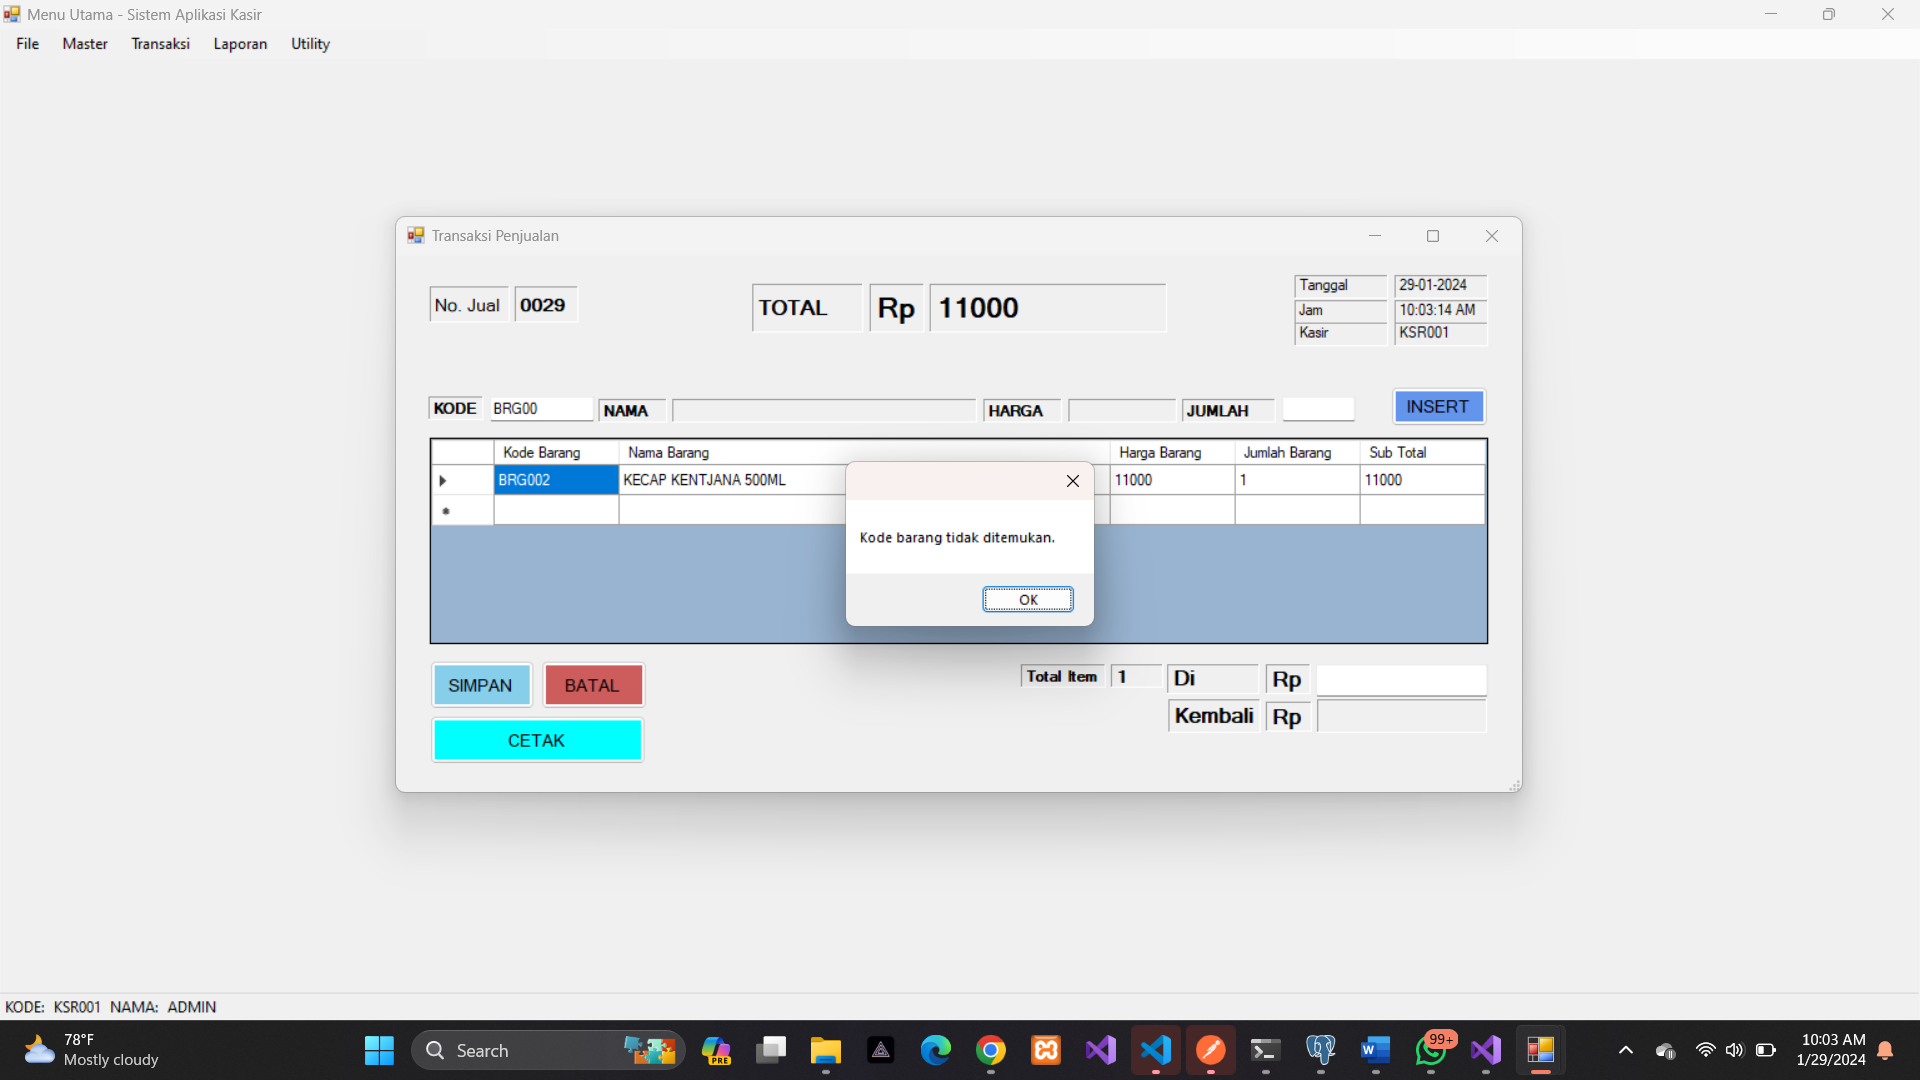 Menu Utama - Sistem Aplikasi Kasir
File Master Transaksi Laporan Utility
Transaksi Penjualan
No. Jual 0029
TOTAL Rp 11000
Tanggal 29-01-2024
Jam 10:03:14 AM
Kasir KSR001
KODE BRG00 NAMA HARGA JUMLAH INSERT
Kode Barang Nama Barang Harga Barang Jumlah Barang Sub Total
BRG002 KECAP KENTJANA 500ML 11000 1 11000
Kode barang tidak ditemukan.
OK
SIMPAN BATAL
CETAK
Total Item 1 Di Rp
Kembali Rp
KODE: KSR001 NAMA: ADMIN
78°F
Mostly cloudy
Search
PRE
99+
10:03 AM
1/29/2024